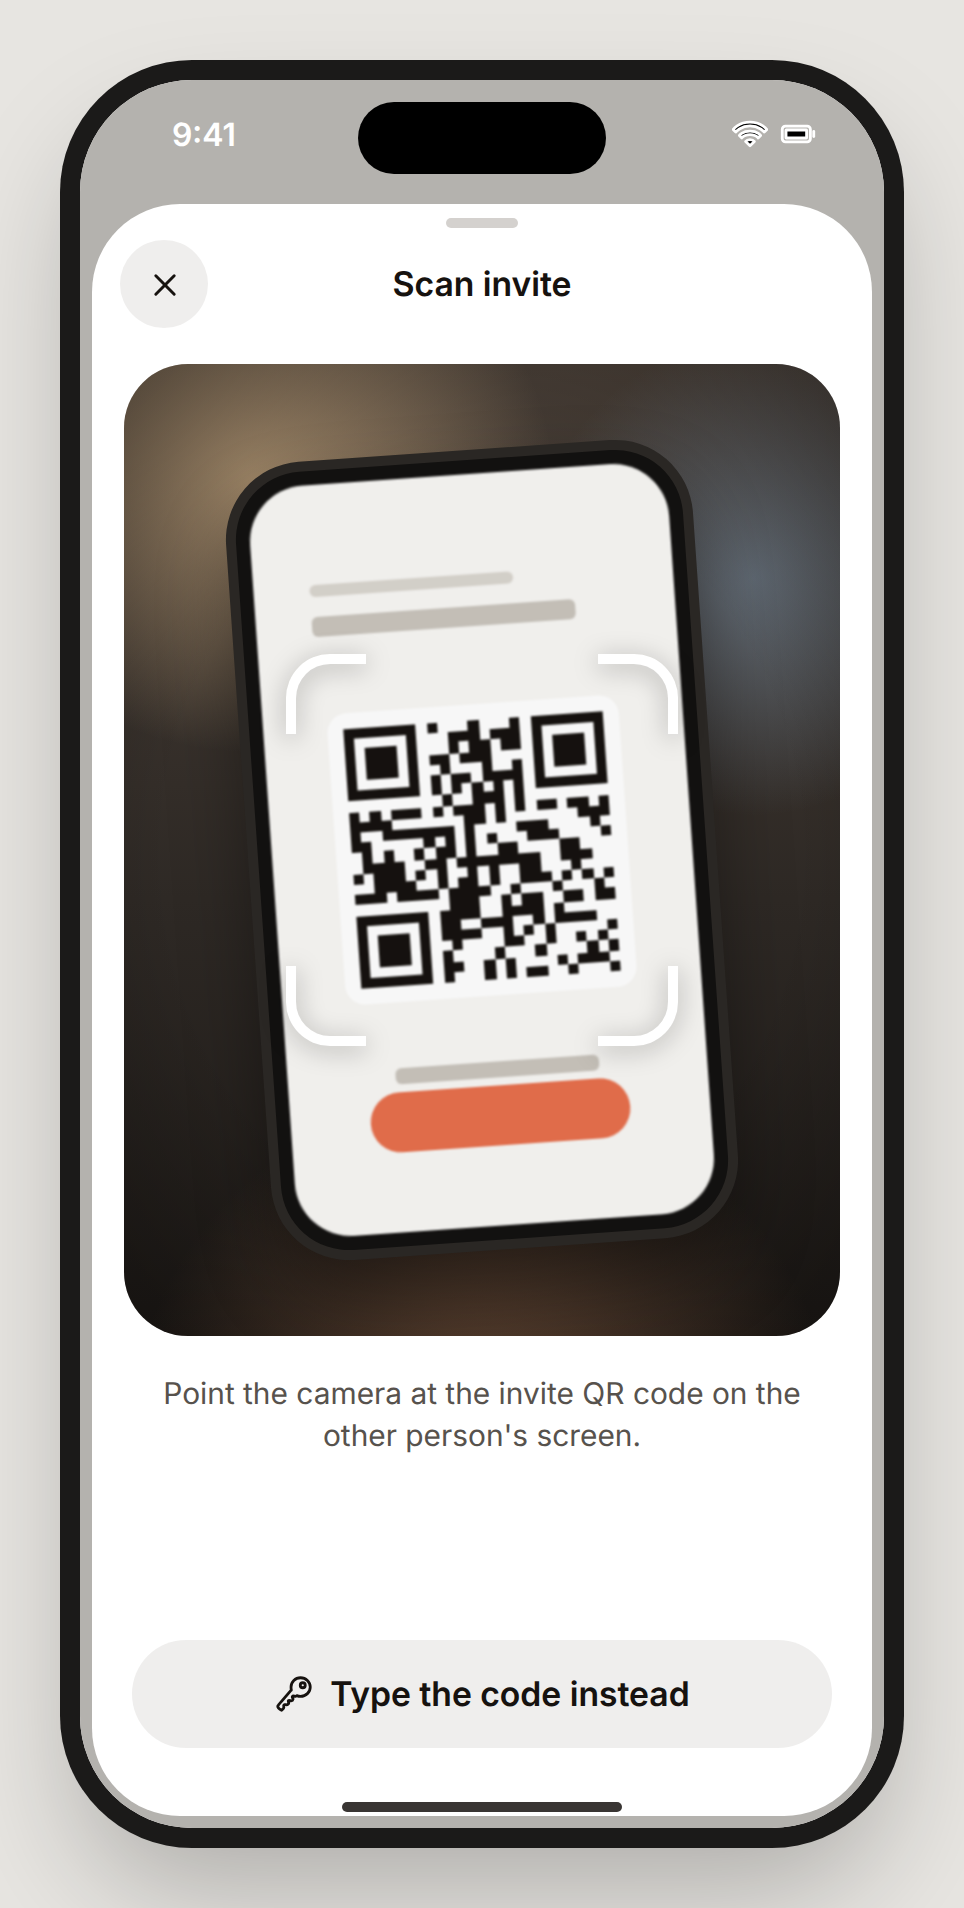 9:41
Scan invite
Point the camera at the invite QR code on the
other person's screen.
Type the code instead